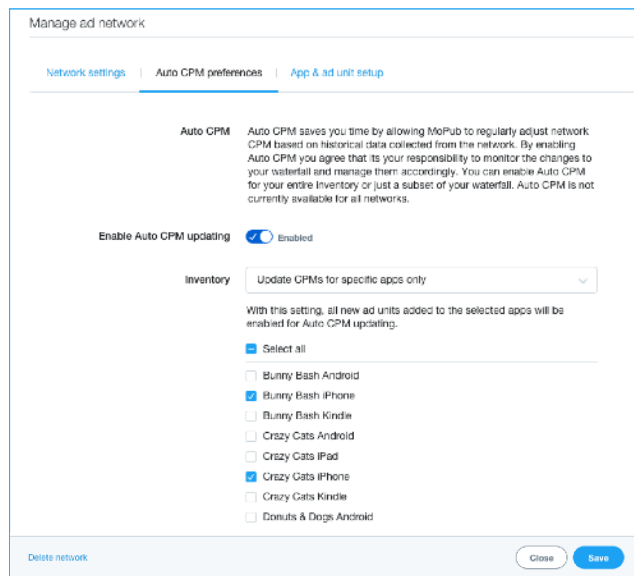 Manage ad network
Network settings
Auto CPM preferences
App & ad unit setup
Auto CPM
Auto CPM saves you time by allowing MoPub to regularly adjust network
CPM based on historical data collected from the network. By enabling
Auto CPM you agree that its your responsibility to monitor the changes to
your waterfall and manage them accordingly. You can enable Auto CPM
for your entire inventory or just a subset of your waterfall. Auto CPM is not
currently available for all networks.
Enable Auto CPM updating
Enabled
Inventory
Update CPMs for specific apps only
With this setting, all new ad units added to the selected apps will be
enabled for Auto CPM updating.
Select all
Bunny Bash Android
Bunny Bash iPhone
Bunny Bash Kindle
Crazy Cats Android
Crazy Cats iPad
Crazy Cats iPhone
Crazy Cats Kindle
Donuts & Dogs Android
Delete network
Close
Save